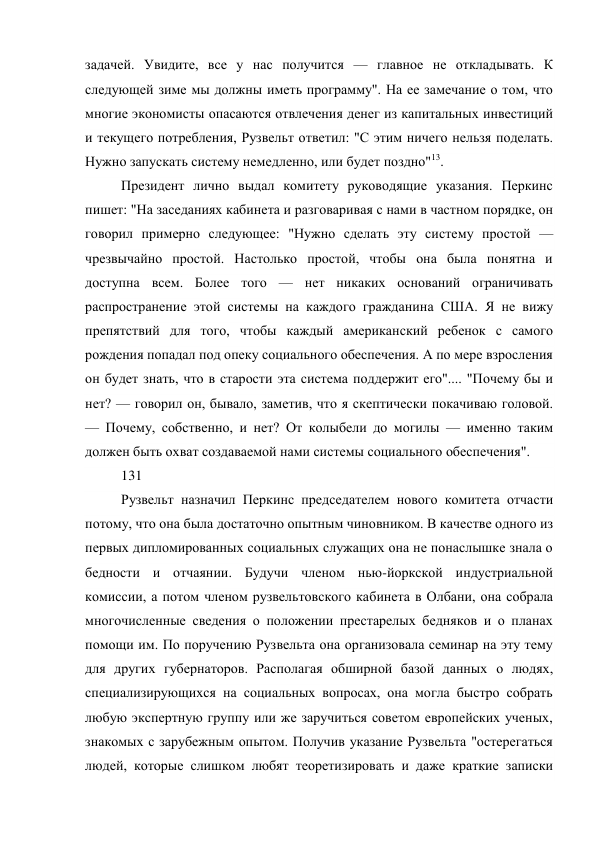 задачей. Увидите, все у нас получится — главное не откладывать. К
следующей зиме мы должны иметь программу". На ее замечание о том, что
многие экономисты опасаются отвлечения денег из капитальных инвестиций
и текущего потребления, Рузвельт ответил: "С этим ничего нельзя поделать.
Нужно запускать систему немедленно, или будет поздно"13.
Президент лично выдал комитету руководящие указания. Перкинс
пишет: "На заседаниях кабинета и разговаривая с нами в частном порядке, он
говорил примерно следующее: "Нужно сделать эту систему простой —
чрезвычайно простой. Настолько простой, чтобы она была понятна и
доступна всем. Более того — нет никаких оснований ограничивать
распространение этой системы на каждого гражданина США. Я не вижу
препятствий для того, чтобы каждый американский ребенок с самого
рождения попадал под опеку социального обеспечения. А по мере взросления
он будет знать, что в старости эта система поддержит его".... "Почему бы и
нет? — говорил он, бывало, заметив, что я скептически покачиваю головой.
— Почему, собственно, и нет? От колыбели до могилы — именно таким
должен быть охват создаваемой нами системы социального обеспечения".
131
Рузвельт назначил Перкинс председателем нового комитета отчасти
потому, что она была достаточно опытным чиновником. В качестве одного из
первых дипломированных социальных служащих она не понаслышке знала о
бедности и отчаянии. Будучи членом нью-йоркской индустриальной
комиссии, а потом членом рузвельтовского кабинета в Олбани, она собрала
многочисленные сведения о положении престарелых бедняков и о планах
помощи им. По поручению Рузвельта она организовала семинар на эту тему
для других губернаторов. Располагая обширной базой данных о людях,
специализирующихся на социальных вопросах, она могла быстро собрать
любую экспертную группу или же заручиться советом европейских ученых,
знакомых с зарубежным опытом. Получив указание Рузвельта "остерегаться
людей, которые слишком любят теоретизировать и даже краткие записки